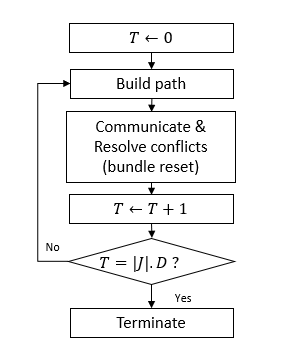 T ← 0
Build path
Communicate &
Resolve conflicts
(bundle reset)
T ← T + 1
No
T = |J|. D ?
Yes
Terminate